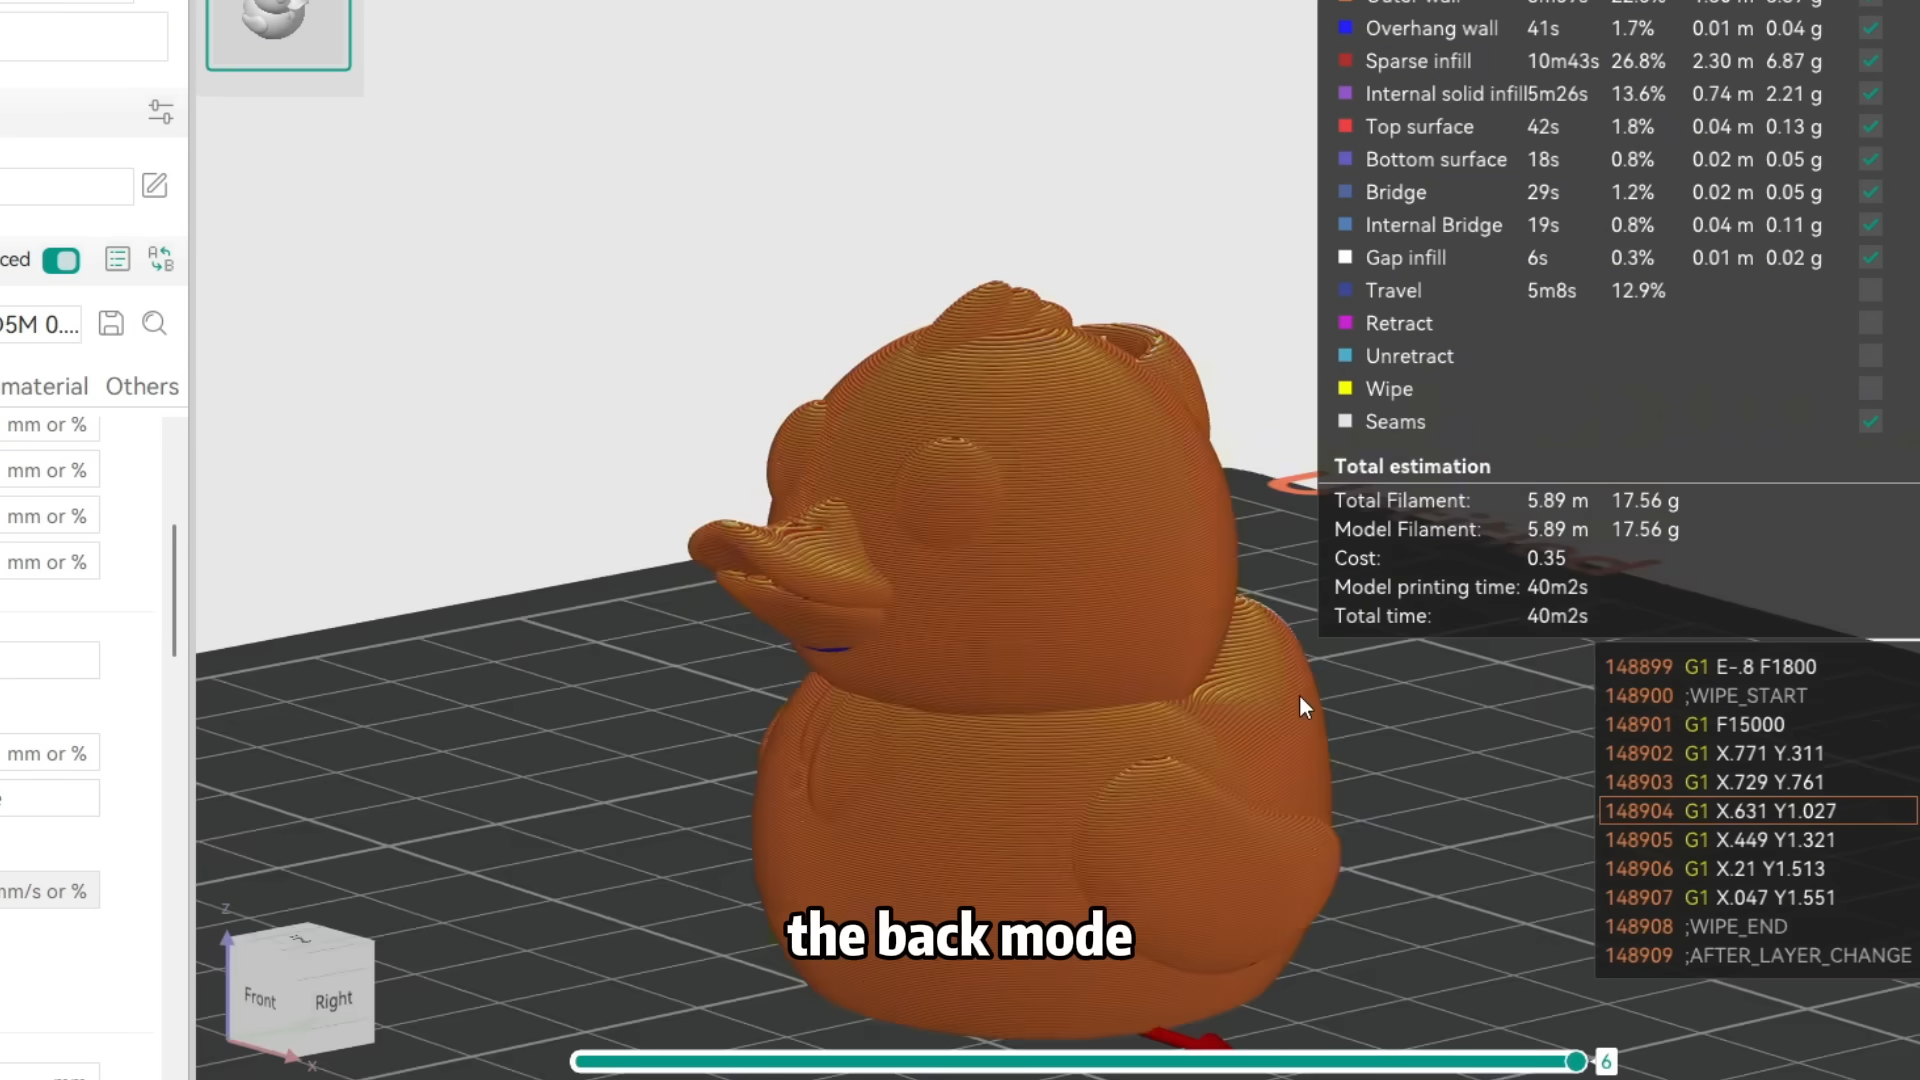 Overhang wall 41s 1.7% 0.01 m 0.04 g
Sparse infill 10m43s 26.8% 2.30 m 6.87 g
Internal solid infill 5m26s 13.6% 0.74 m 2.21 g
Top surface 42s 1.8% 0.04 m 0.13 g
Bottom surface 18s 0.8% 0.02 m 0.05 g
Bridge 29s 1.2% 0.02 m 0.05 g
Internal Bridge 19s 0.8% 0.04 m 0.11 g
Gap infill 6s 0.3% 0.01 m 0.02 g
Travel 5m8s 12.9%
Retract
Unretract
Wipe
Seams
Total estimation
Total Filament: 5.89 m 17.56 g
Model Filament: 5.89 m 17.56 g
Cost: 0.35
Model printing time: 40m2s
Total time: 40m2s
148899 G1 E-.8 F1800
148900 ;WIPE_START
148901 G1 F15000
148902 G1 X.771 Y.311
148903 G1 X.729 Y.761
148904 G1 X.631 Y1.027
148905 G1 X.449 Y1.321
148906 G1 X.21 Y1.513
148907 G1 X.047 Y1.551
148908 ;WIPE_END
148909 ;AFTER_LAYER_CHANGE
ced
5M 0....
material Others
mm or %
mm or %
mm or %
mm or %
mm or %
mm/s or %
Z
Front
Right
X
the back mode
6